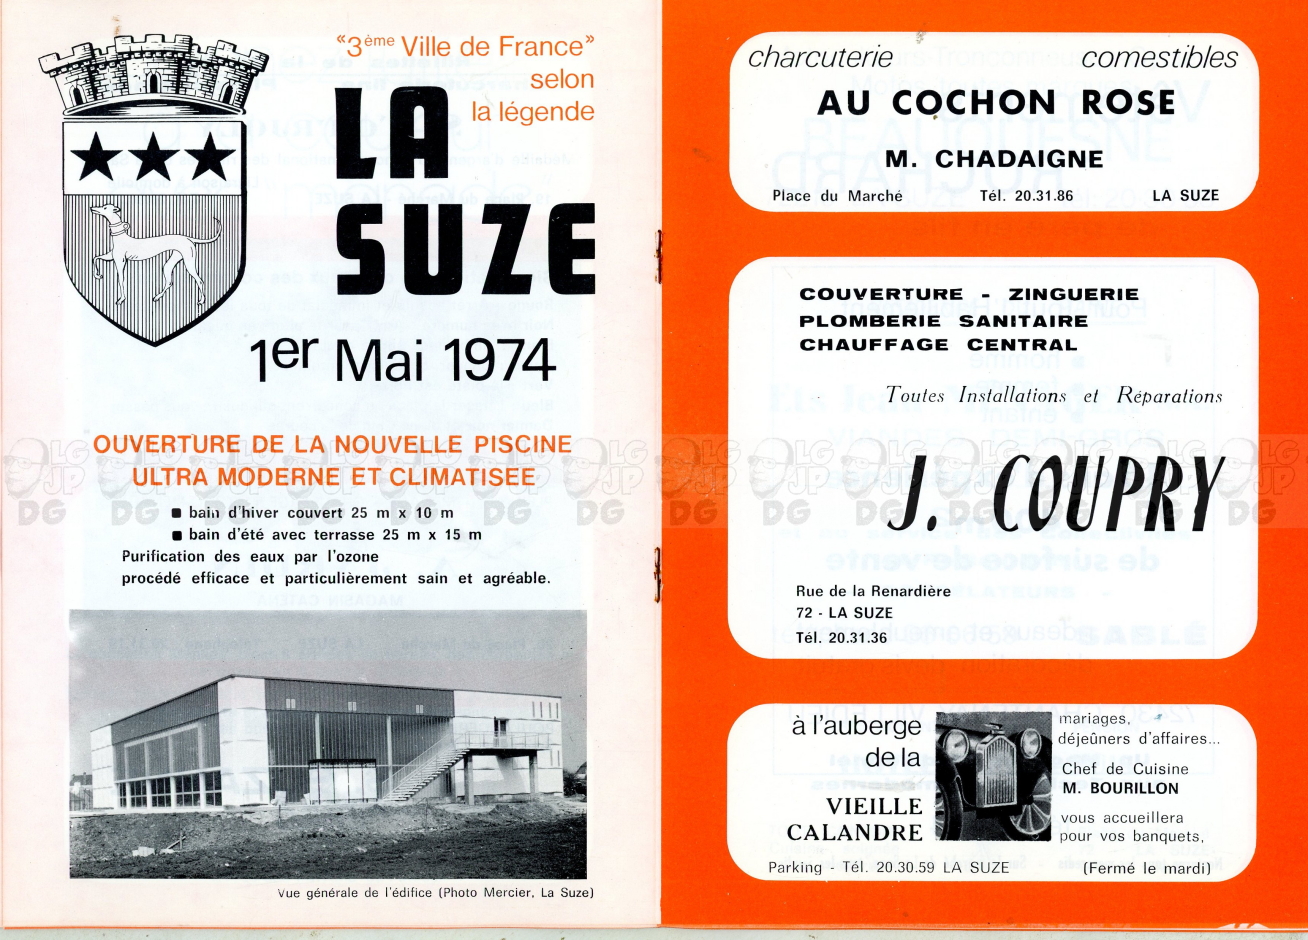 «3ème Ville de France»
selon
la légende
LA
SUZE
1er Mai 1974
OUVERTURE DE LA NOUVELLE PISCINE
ULTRA MODERNE ET CLIMATISEE
■ bain d'hiver couvert 25 m x 10 m
■ bain d'été avec terrasse 25 m x 15 m
Purification des eaux par l'ozone
procédé efficace et particulièrement sain et agréable.
Vue générale de l'édifice (Photo Mercier, La Suze)
charcuterie comestibles
AU COCHON ROSE
M. CHADAIGNE
Place du Marché Tél. 20.31.86 LA SUZE
COUVERTURE - ZINGUERIE
PLOMBERIE SANITAIRE
CHAUFFAGE CENTRAL
Toutes Installations et Réparations
J. COUPRY
Rue de la Renardière
72 - LA SUZE
Tél. 20.31.36
à l'auberge
de la
VIEILLE
CALANDRE
mariages,
déjeûners d'affaires...
Chef de Cuisine
M. BOURILLON
vous accueillera
pour vos banquets,
Parking - Tél. 20.30.59 LA SUZE (Fermé le mardi)
LG
JP
DG